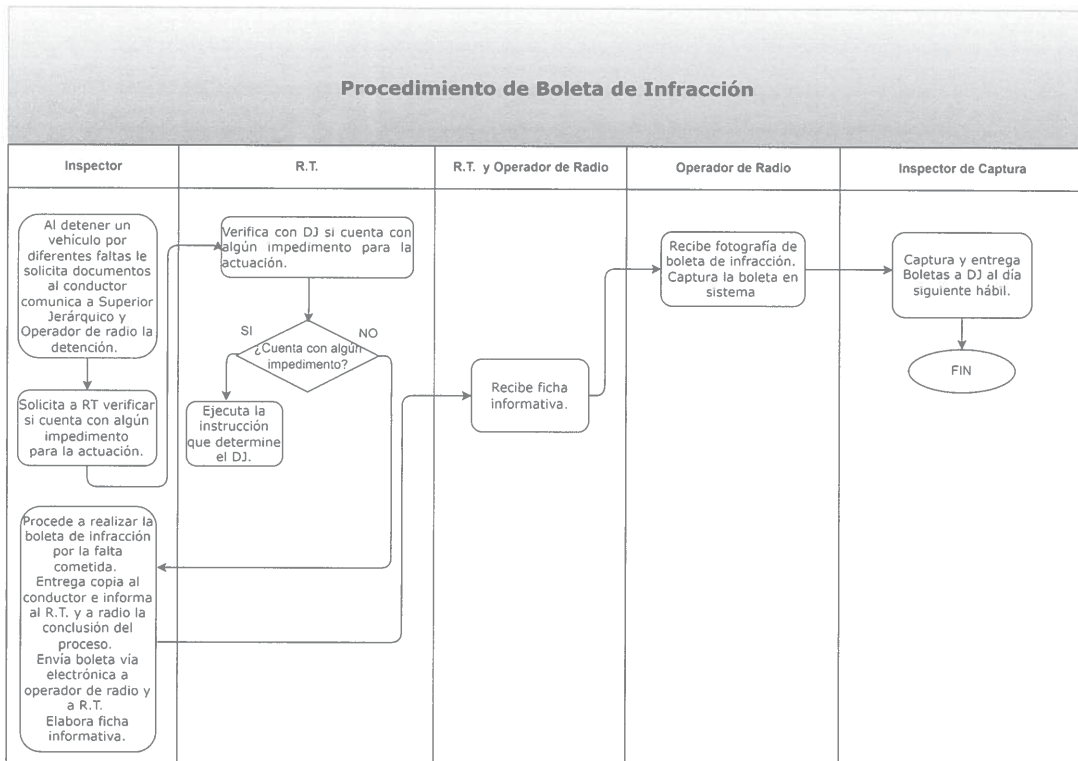 Procedimiento de Boleta de Infracción
Inspector
R.T.
R.T. y Operador de Radio
Operador de Radio
Inspector de Captura
Al detener un
vehículo por
diferentes faltas le
solicita documentos
al conductor
comunica a Superior
Jerárquico y
Operador de radio la
detención.
Solicita a RT verificar
si cuenta con algún
impedimento
para la actuación.
Procede a realizar la
boleta de infracción
por la falta
cometida.
Entrega copia al
conductor e informa
al R.T. y a radio la
conclusión del
proceso.
Envía boleta vía
electrónica a
operador de radio y
a R.T.
Elabora ficha
informativa.
Verifica con DJ si cuenta con
algún impedimento para la
actuación.
SI
NO
¿Cuenta con algún
impedimento?
Ejecuta la
instrucción
que determine
el DJ.
Recibe ficha
informativa.
Recibe fotografía de
boleta de infracción.
Captura la boleta en
sistema
Captura y entrega
Boletas a DJ al día
siguiente hábil.
FIN